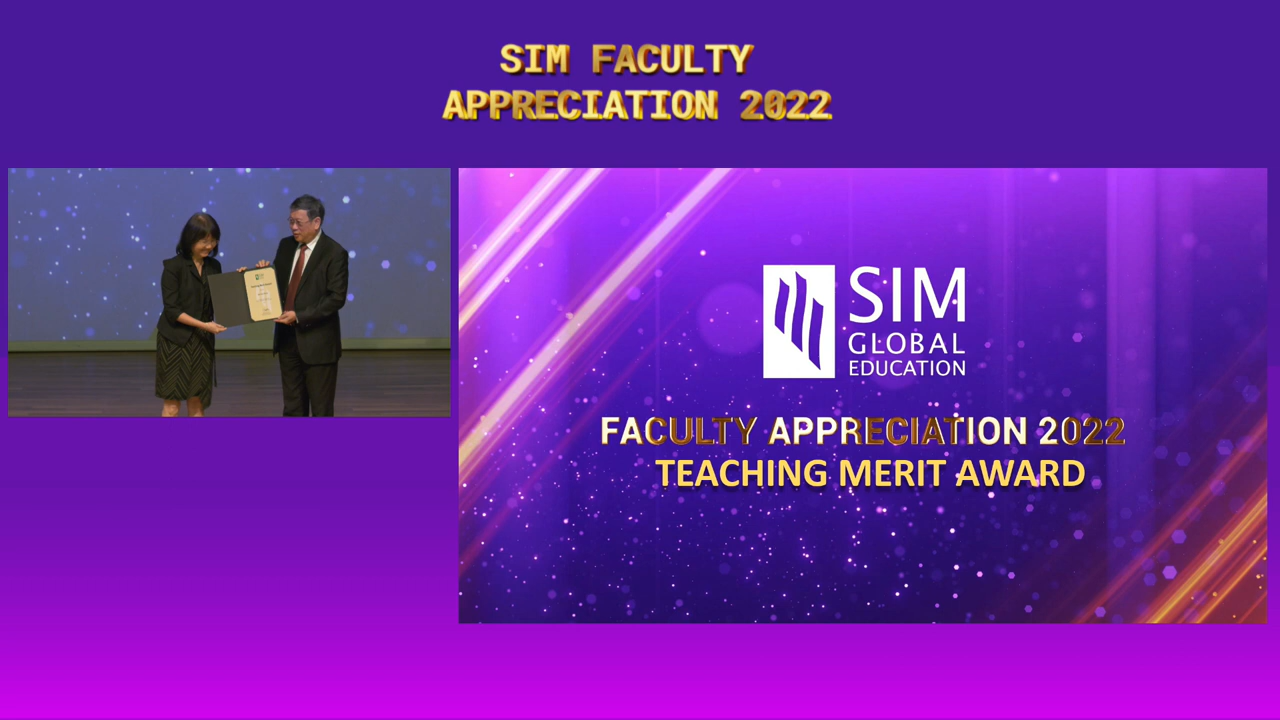 SIM FACULTY
APPRECIATION 2022
SIM
GLOBAL
EDUCATION
FACULTY APPRECIATION 2022
TEACHING MERIT AWARD